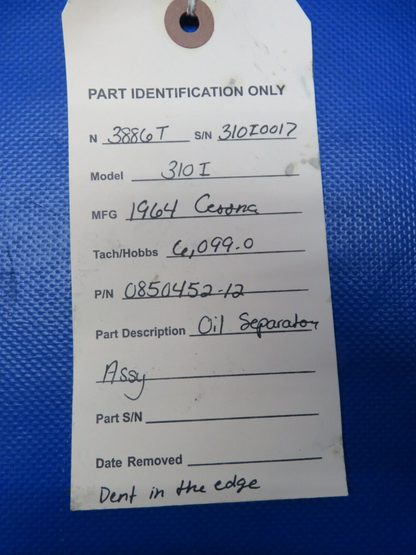 PART IDENTIFICATION ONLY
N 3886T S/N 310I0017
Model 310I
MFG 1964 Cessna
Tach/Hobbs 6,099.0
P/N 0850452-12
Part Description Oil Separator
Assy
Part S/N
Date Removed
Dent in the edge